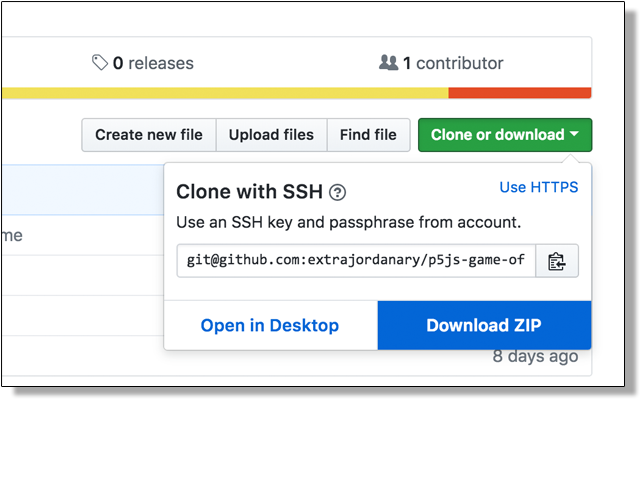 0 releases
1 contributor
Create new file
Upload files
Find file
Clone or download
Clone with SSH ?
Use HTTPS
Use an SSH key and passphrase from account.
me
git@github.com:extrajordanary/p5js-game-of
Open in Desktop
Download ZIP
8 days ago